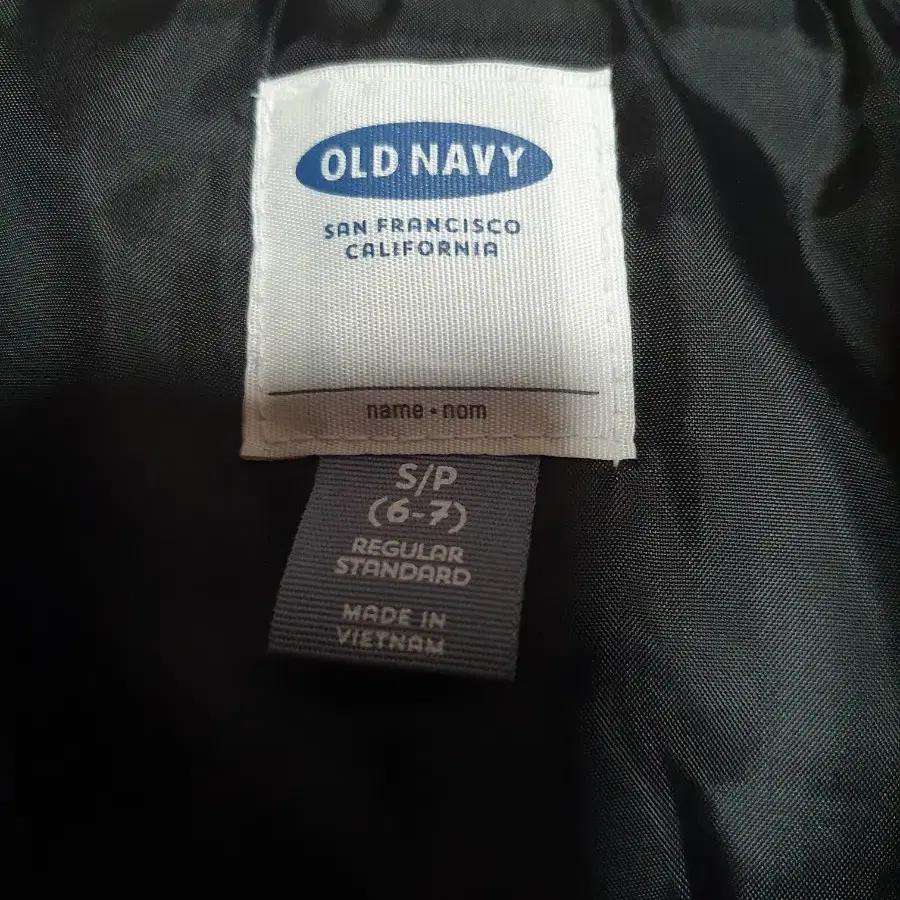 OLD NAVY
SAN FRANCISCO
CALIFORNIA
name • nom
S/P
(6-7)
REGULAR
STANDARD
MADE IN
VIETNAM